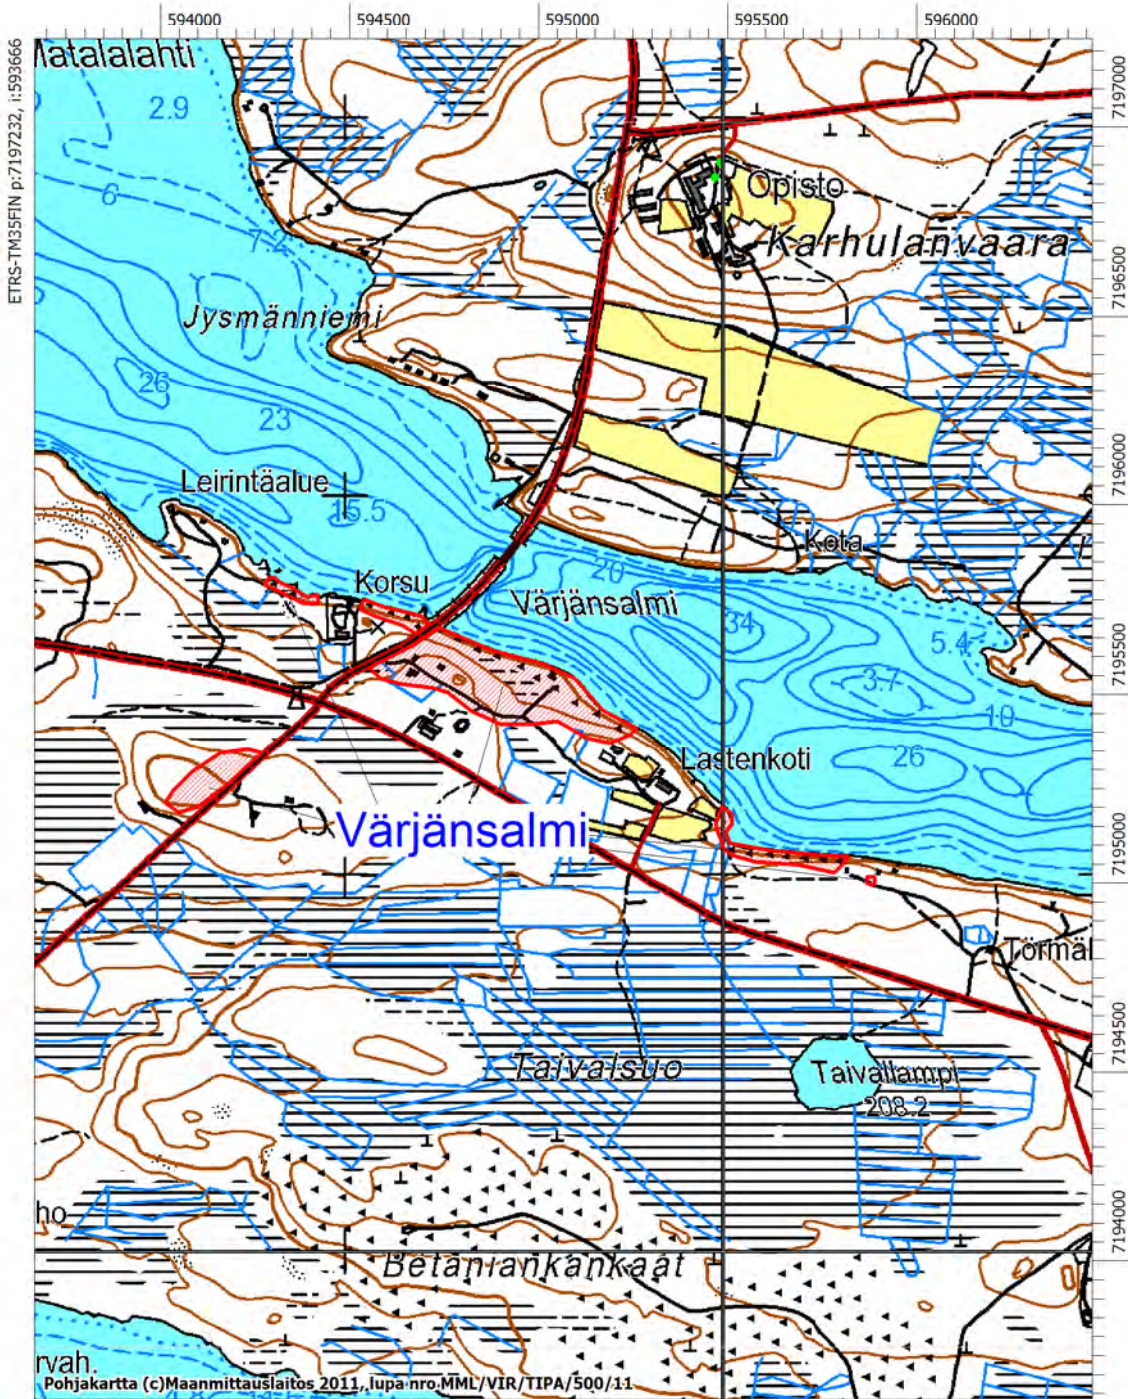 594000 594500 595000 595500 596000
ETRS-TM35FIN p:7197232, i:593666
Matalalahti
2.9
7197000
6
Opisto
7.2
Karhulanvaara
7196500
Jysmänniemi
26
23
7196000
Leirintäalue
15.5
Kota
20
Korsu
Värjänsalmi
34
5.4
7195500
3.7
10
Lastenkoti
26
Värjänsalmi
7195000
Törmäl
7194500
Taivalsuo
Taivallampi
208.2
7194000
ho
Betaniankankaat
rvah.
Pohjakartta (c)Maanmittauslaitos 2011, lupa nro MML/VIR/TIPA/500/11